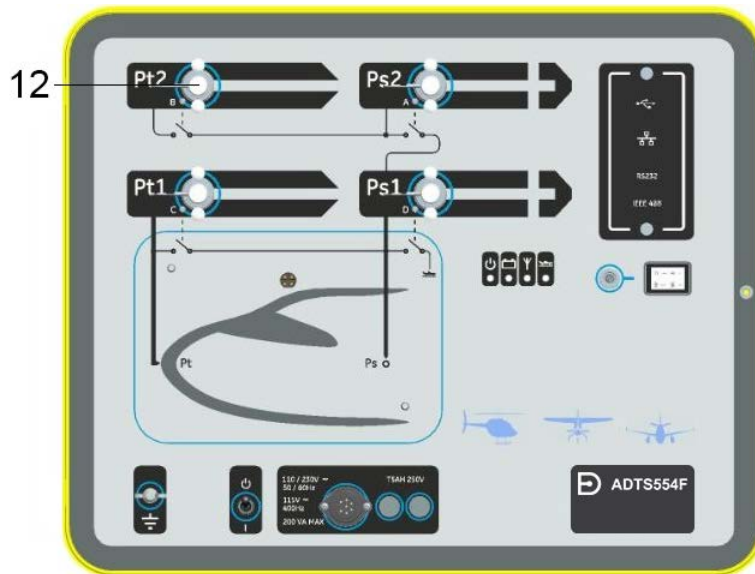 12
Pt2
Ps2
B
A
Pt1
Ps1
C
D
RS232
IEEE 488
Pt
Ps
110 / 230V ~
50 / 60Hz
115V ~
400Hz
200 VA MAX
T5AH 250V
I
ADTS554F